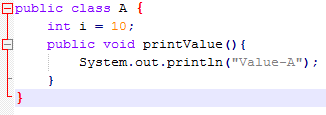 public class A {
    int i = 10;
    public void printValue(){
        System.out.println("Value-A");
    }
}